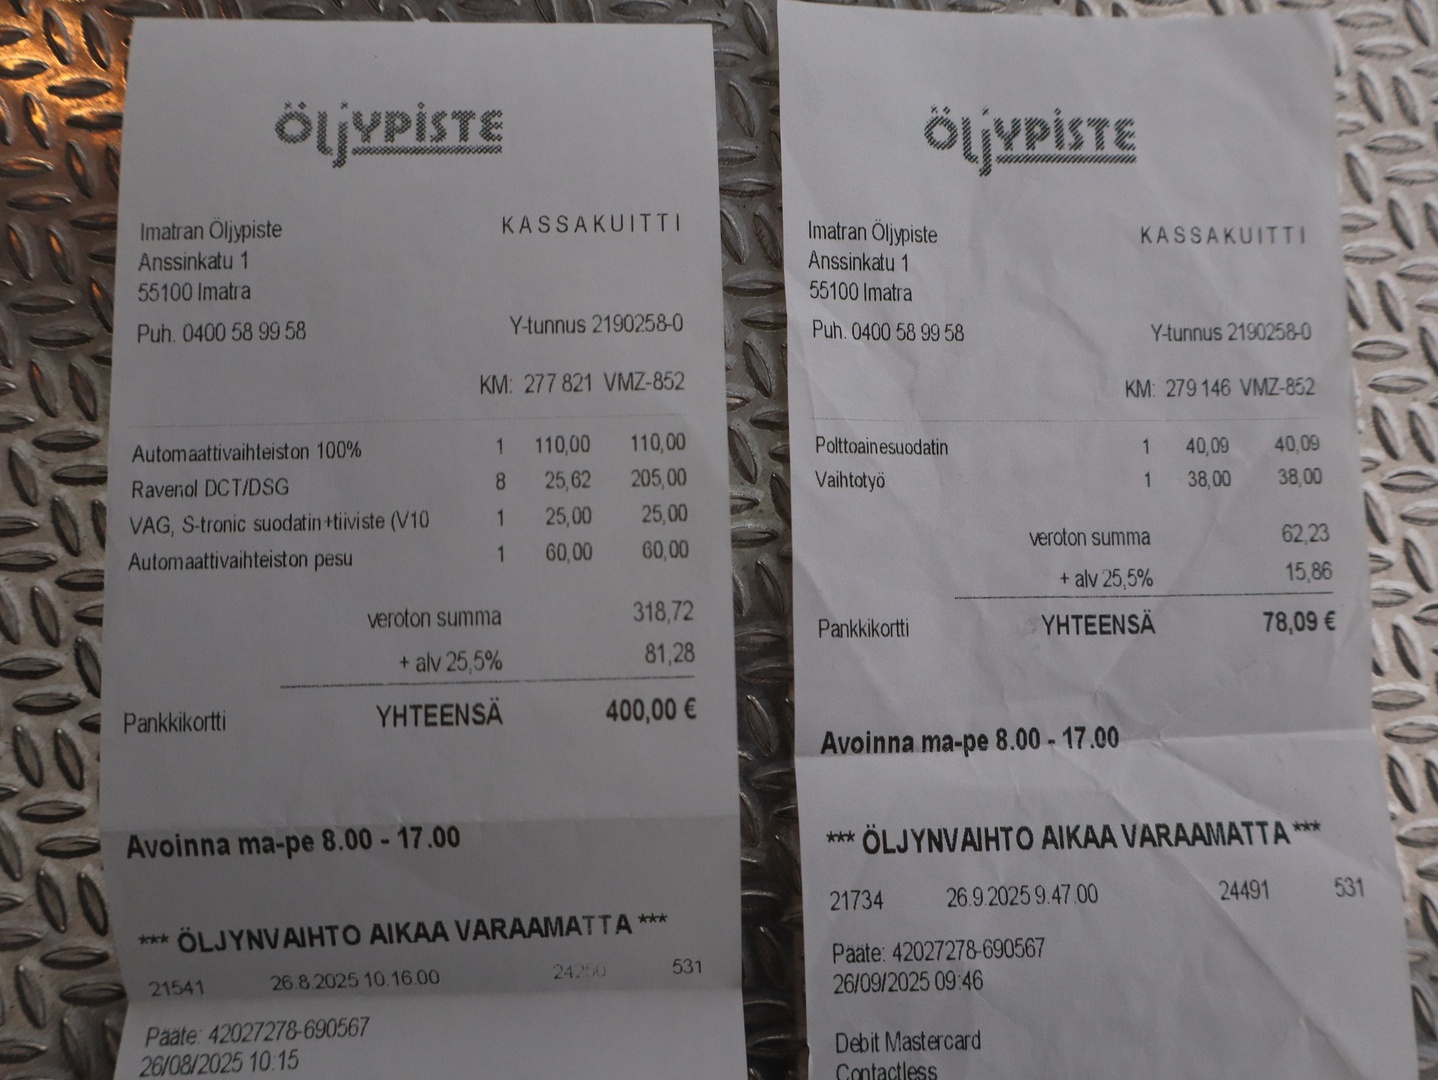 ÖLjYPiSTE
Imatran Öljypiste KASSAKUITTI
Anssinkatu 1
55100 Imatra
Puh. 0400 58 99 58 Y-tunnus 2190258-0
KM: 277 821 VMZ-852
Automaattivaihteiston 100% 1 110,00 110,00
Ravenol DCT/DSG 8 25,62 205,00
VAG, S-tronic suodatin+tiiviste (V10 1 25,00 25,00
Automaattivaihteiston pesu 1 60,00 60,00
veroton summa 318,72
+ alv 25,5% 81,28
Pankkikortti YHTEENSÄ 400,00 €
Avoinna ma-pe 8.00 - 17.00
*** ÖLJYNVAIHTO AIKAA VARAAMATTA ***
21541 26.8.2025 10.16.00 24250 531
Pääte: 42027278-690567
26/08/2025 10:15
ÖLjYPiSTE
Imatran Öljypiste KASSAKUITTI
Anssinkatu 1
55100 Imatra
Puh. 0400 58 99 58 Y-tunnus 2190258-0
KM: 279 146 VMZ-852
Polttoainesuodatin 1 40,09 40,09
Vaihtotyö 1 38,00 38,00
veroton summa 62,23
+ alv 25,5% 15,86
Pankkikortti YHTEENSÄ 78,09 €
Avoinna ma-pe 8.00 - 17.00
*** ÖLJYNVAIHTO AIKAA VARAAMATTA ***
21734 26.9.2025 9.47.00 24491 531
Pääte: 42027278-690567
26/09/2025 09:46
Debit Mastercard
Contactless